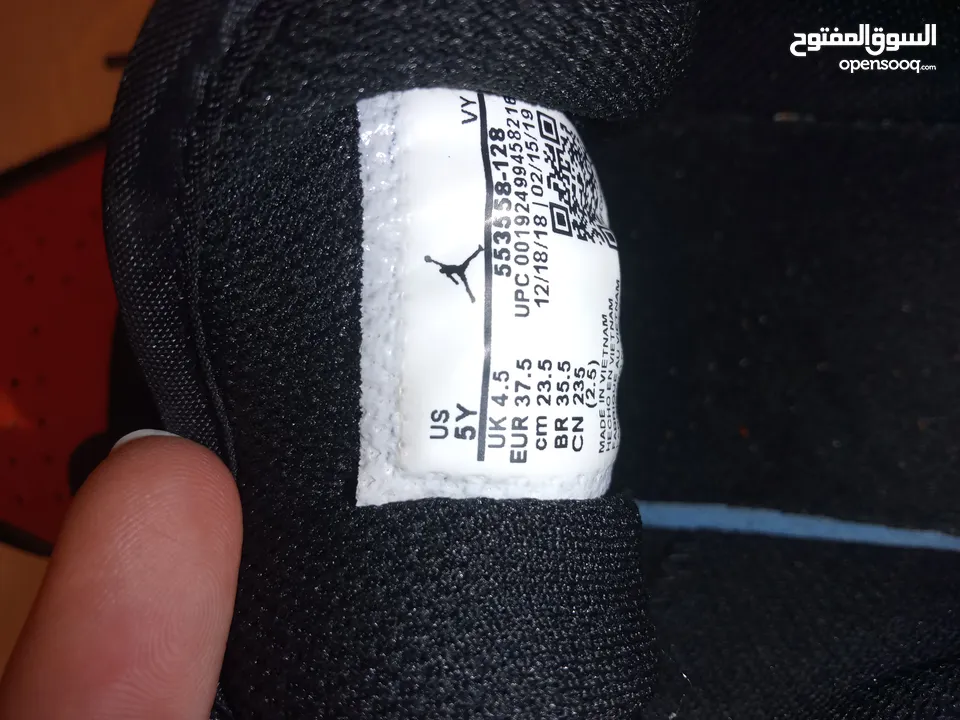 السوق المفتوح
opensooq.com
VY
US
5Y
UK 4.5
EUR 37.5
cm 23.5
BR 35.5
CN 235
(2.5)
553558-128
UPC 00192499458216
12/18/18 | 02/15/19
MADE IN VIETNAM
HECHO EN VIETNAM
AU VIETNAM